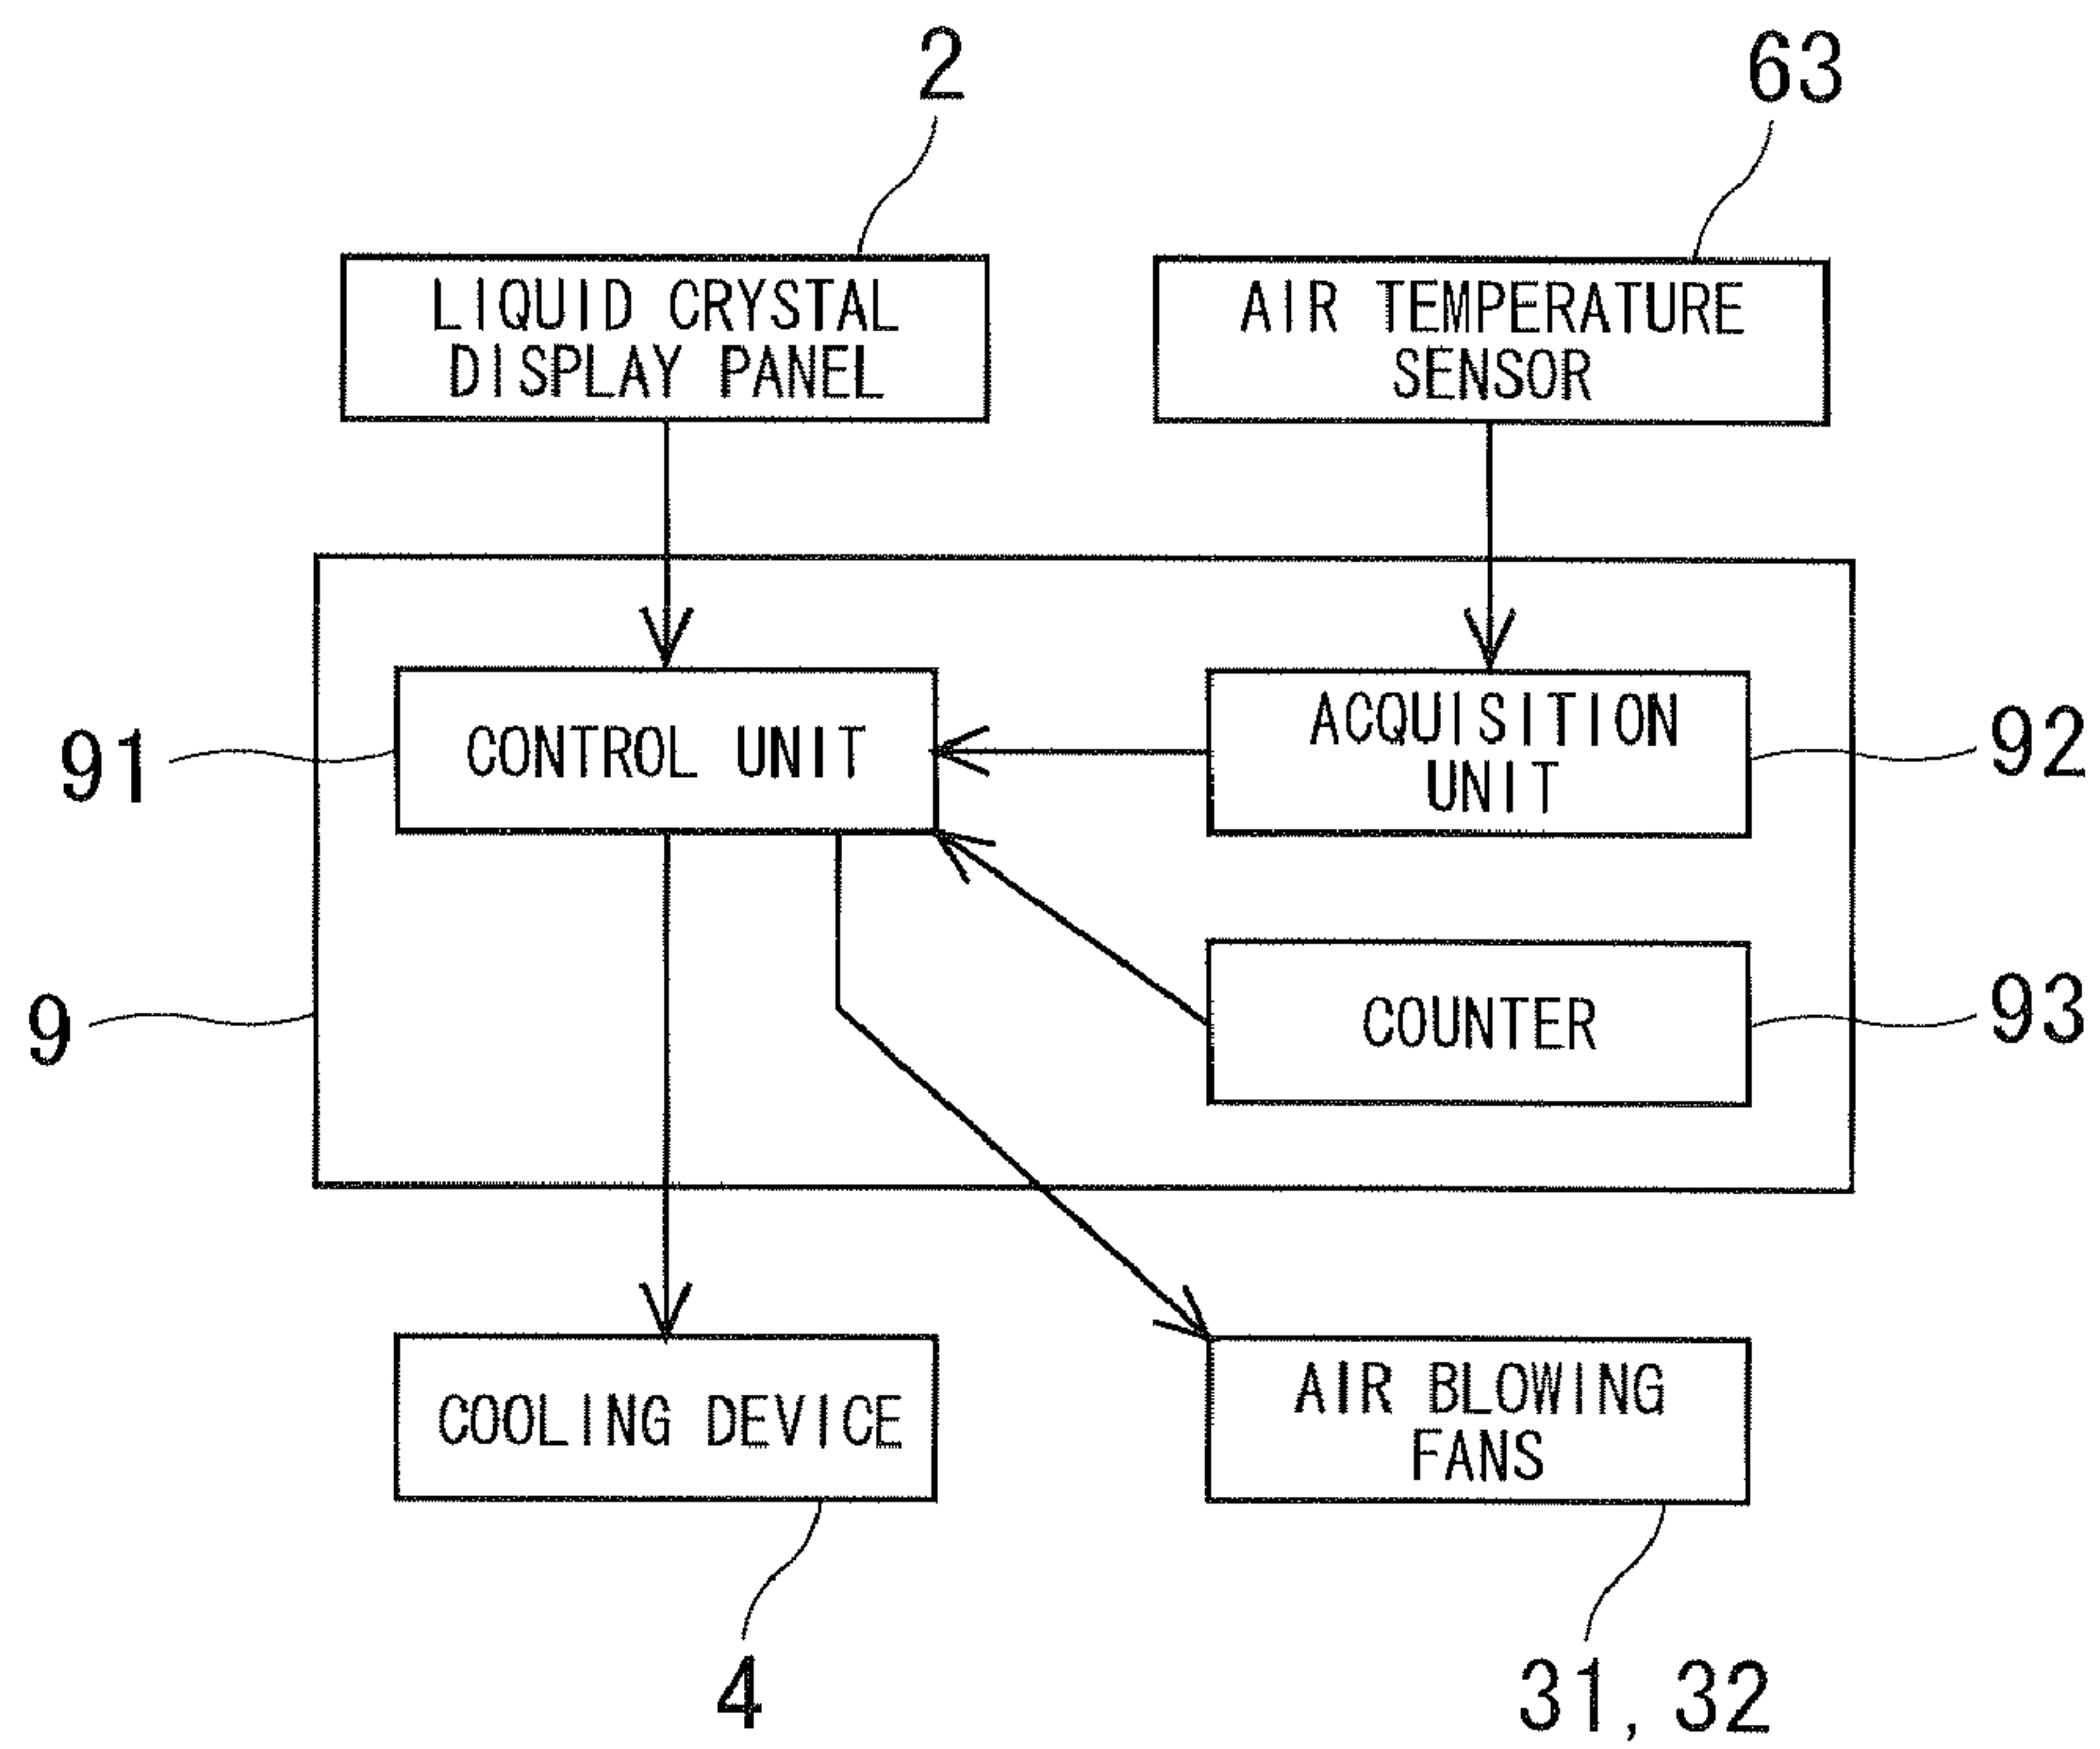 2
63
LIQUID CRYSTAL
DISPLAY PANEL
AIR TEMPERATURE
SENSOR
91
CONTROL UNIT
ACQUISITION
UNIT
92
9
COUNTER
93
COOLING DEVICE
AIR BLOWING
FANS
4
31, 32